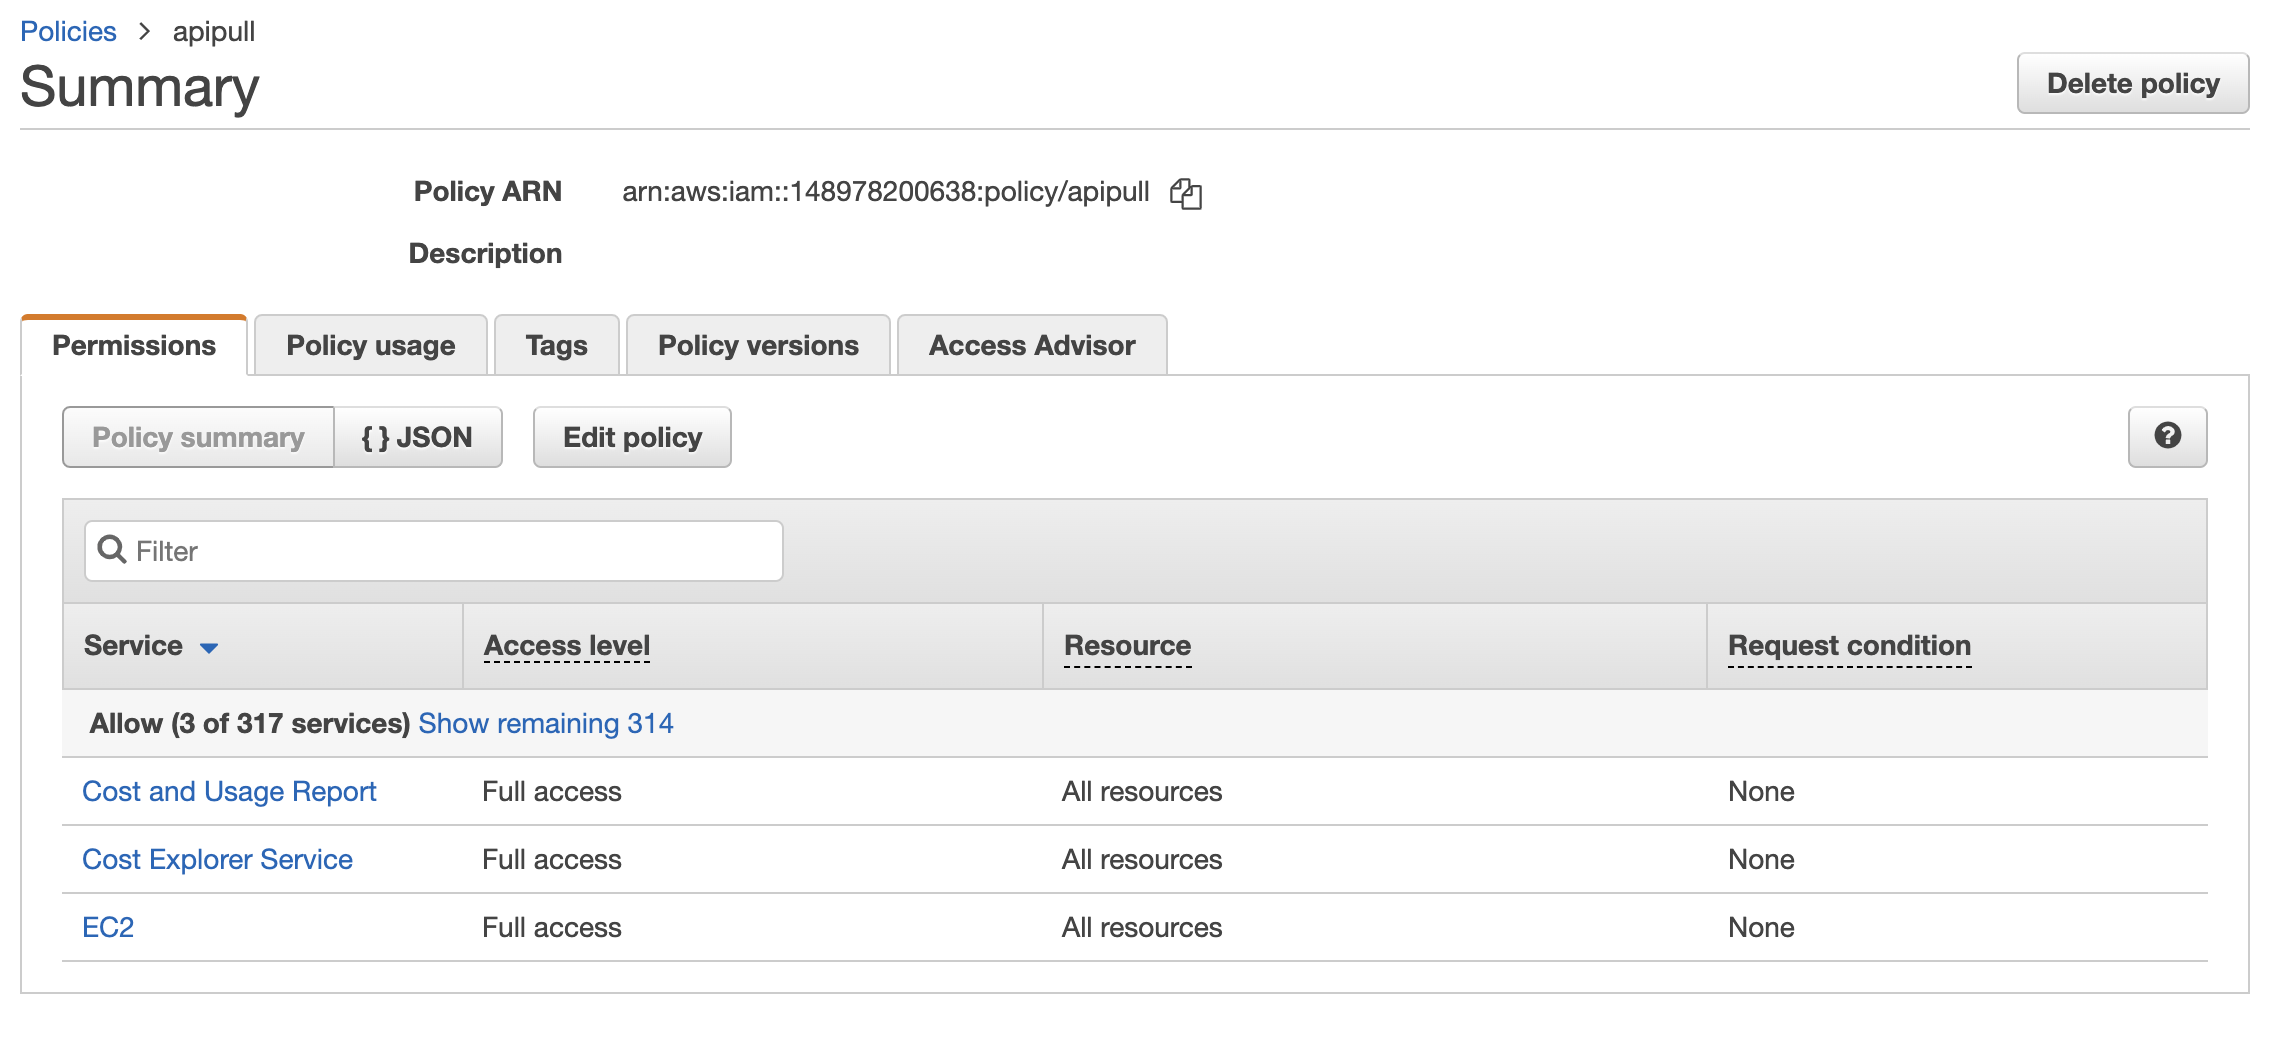 Policies > apipull
Summary
Delete policy
Policy ARN arn:aws:iam::148978200638:policy/apipull
Description
Permissions Policy usage Tags Policy versions Access Advisor
Policy summary { } JSON Edit policy ?
Filter
Service Access level Resource Request condition
Allow (3 of 317 services) Show remaining 314
Cost and Usage Report Full access All resources None
Cost Explorer Service Full access All resources None
EC2 Full access All resources None